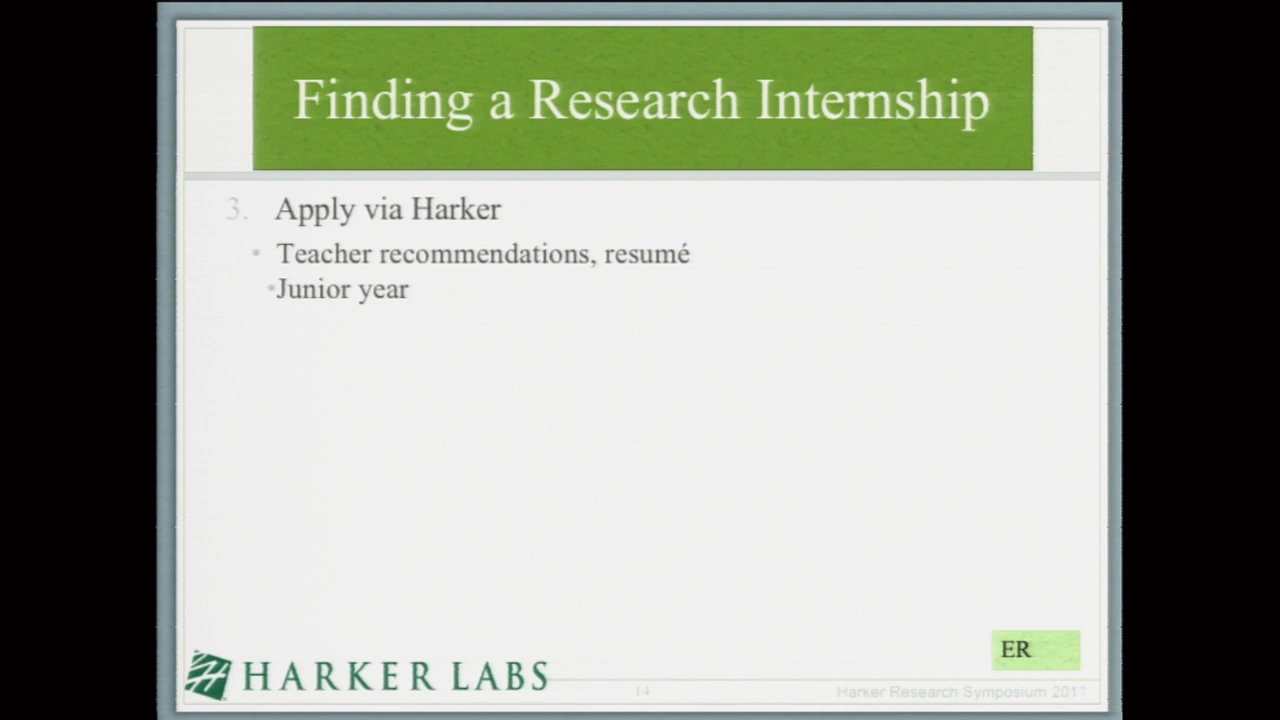 Finding a Research Internship
3. Apply via Harker
• Teacher recommendations, resumé
•Junior year
ER
HARKER LABS
14
Harker Research Symposium 2017